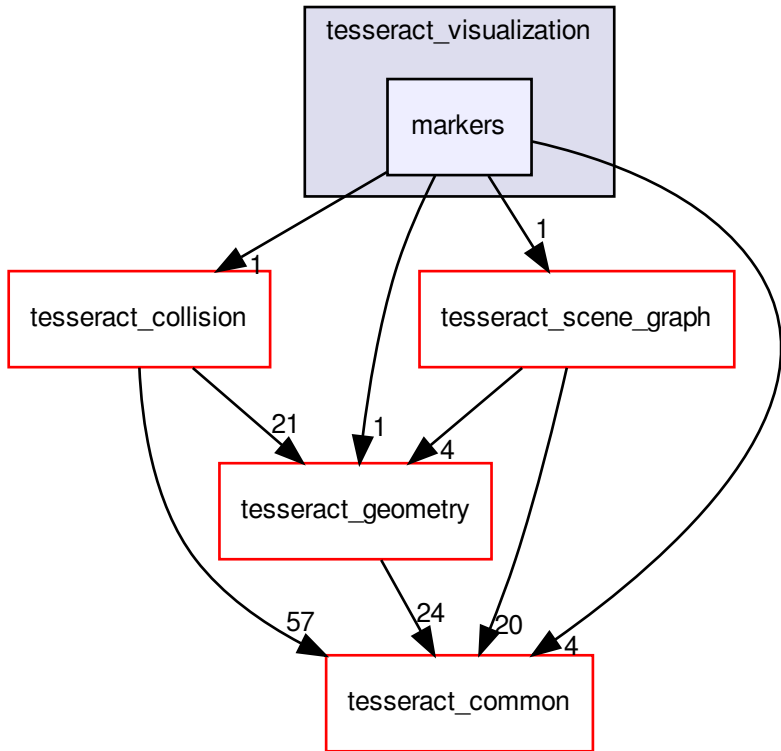 tesseract_visualization
markers
1
1
tesseract_collision
tesseract_scene_graph
21
1
4
tesseract_geometry
57
24
20
4
tesseract_common